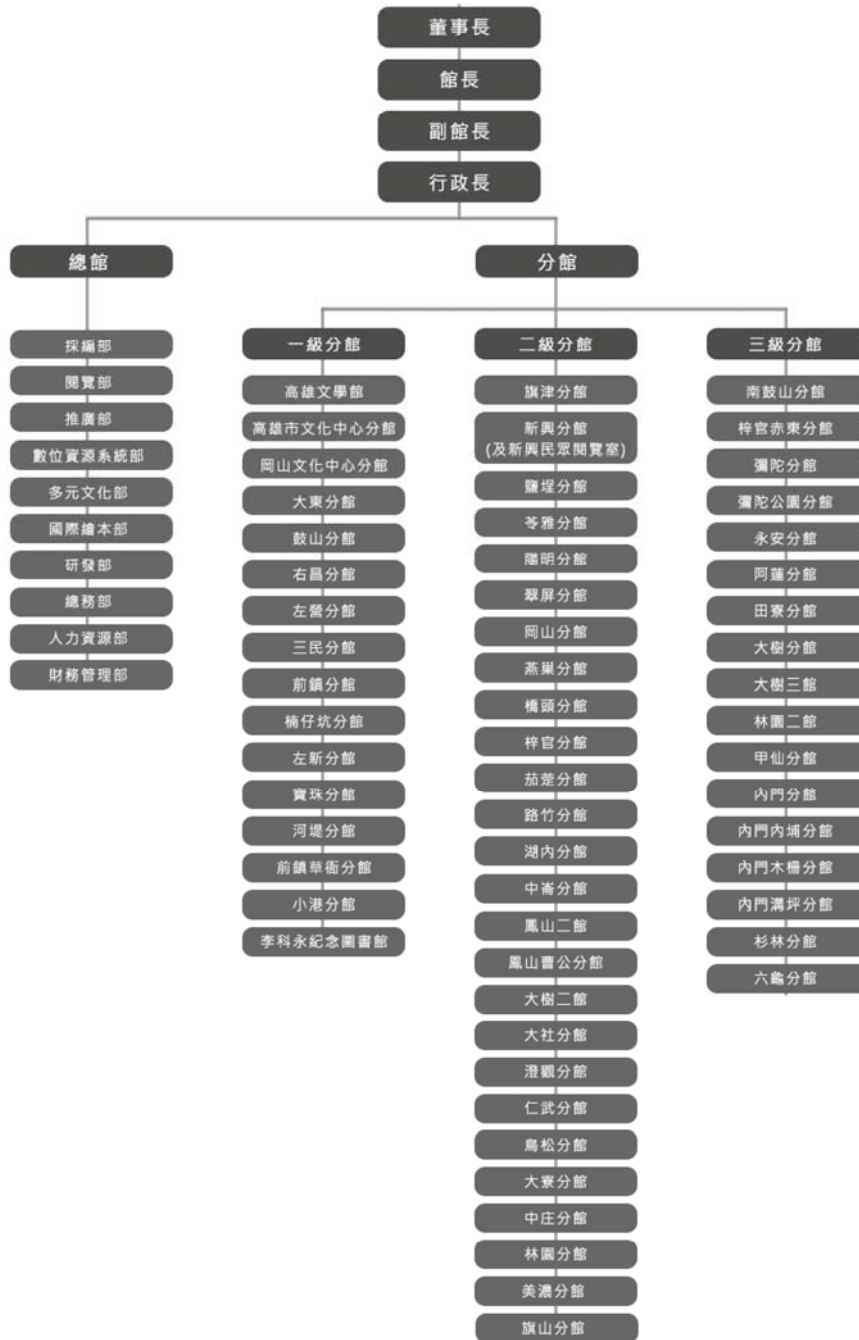 董事長
館長
副館長
行政長
總館
採編部
閱覽部
推廣部
數位資源系統部
多元文化部
國際繪本部
研發部
總務部
人力資源部
財務管理部
分館
一級分館
高雄文學館
高雄市文化中心分館
岡山文化中心分館
大東分館
鼓山分館
右昌分館
左營分館
三民分館
前鎮分館
楠仔坑分館
左新分館
寶珠分館
河堤分館
前鎮草衙分館
小港分館
李科永紀念圖書館
二級分館
旗津分館
新興分館
(及新興民眾閱覽室)
鹽埕分館
苓雅分館
陽明分館
翠屏分館
岡山分館
燕巢分館
橋頭分館
梓官分館
茄萣分館
路竹分館
湖內分館
中崙分館
鳳山二館
鳳山曹公分館
大樹二館
大社分館
澄觀分館
仁武分館
鳥松分館
大寮分館
中庄分館
林園分館
美濃分館
旗山分館
三級分館
南鼓山分館
梓官赤東分館
彌陀分館
彌陀公園分館
永安分館
阿蓮分館
田寮分館
大樹分館
大樹三館
林園二館
甲仙分館
內門分館
內門內埔分館
內門木柵分館
內門溝坪分館
杉林分館
六龜分館